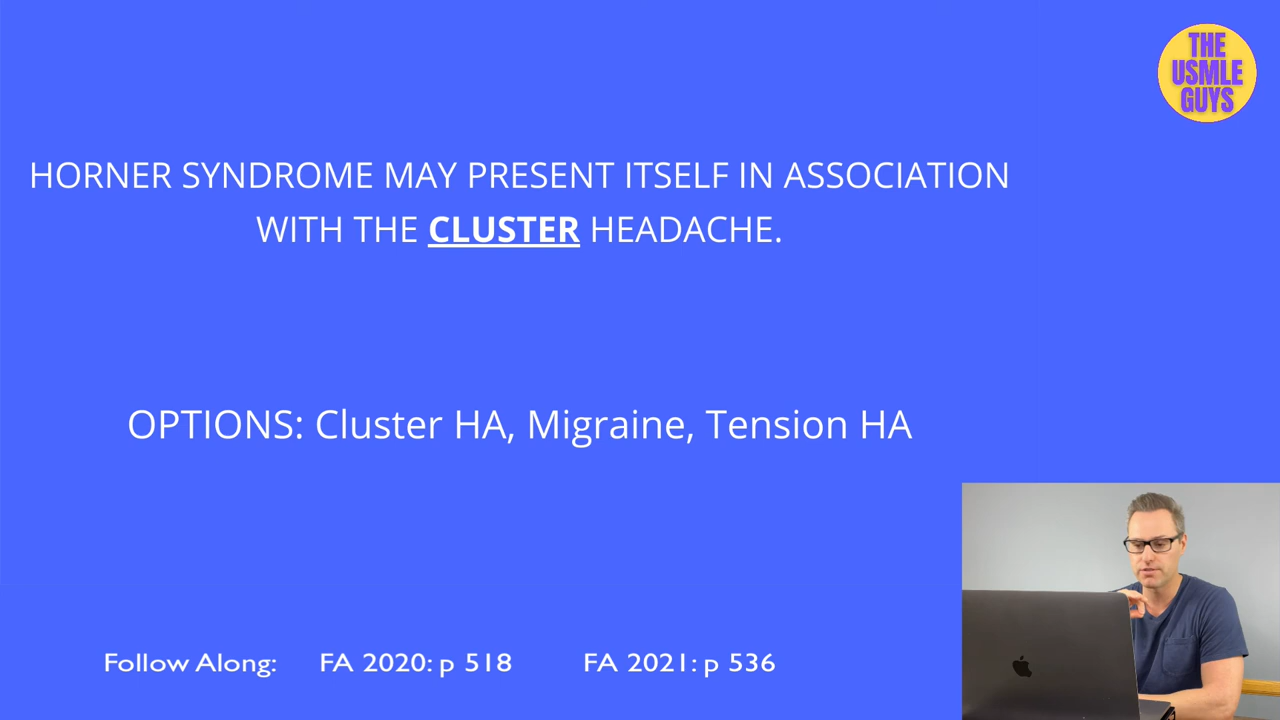 THE
USMLE
GUYS
HORNER SYNDROME MAY PRESENT ITSELF IN ASSOCIATION
WITH THE CLUSTER HEADACHE.
OPTIONS: Cluster HA, Migraine, Tension HA
Follow Along: FA 2020: p 518 FA 2021: p 536